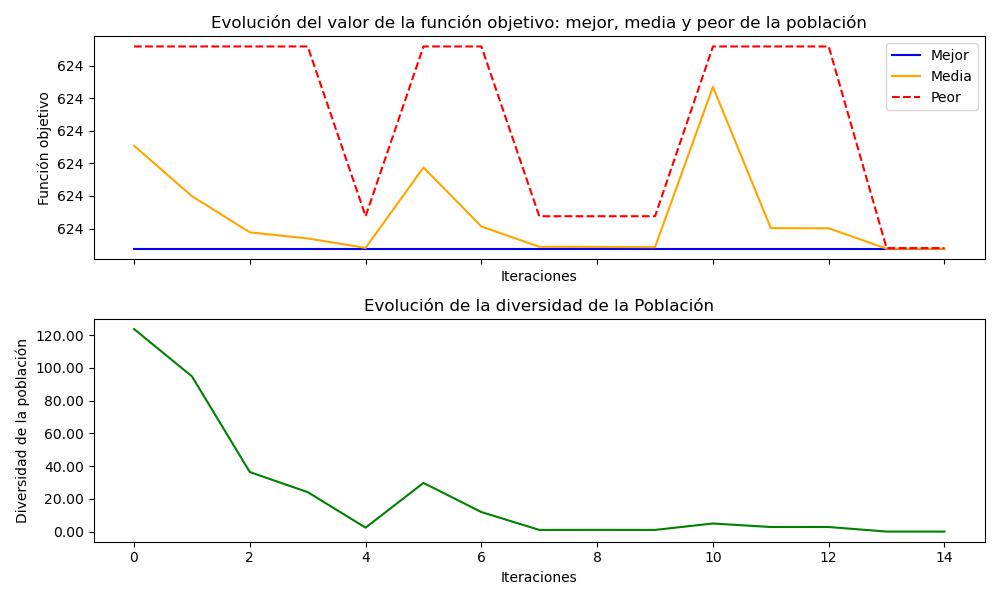 Evolución del valor de la función objetivo: mejor, media y peor de la población
Función objetivo
624
624
624
624
624
624
Mejor
Media
Peor
Iteraciones
Evolución de la diversidad de la Población
Diversidad de la población
120.00
100.00
80.00
60.00
40.00
20.00
0.00
0 2 4 6 8 10 12 14
Iteraciones